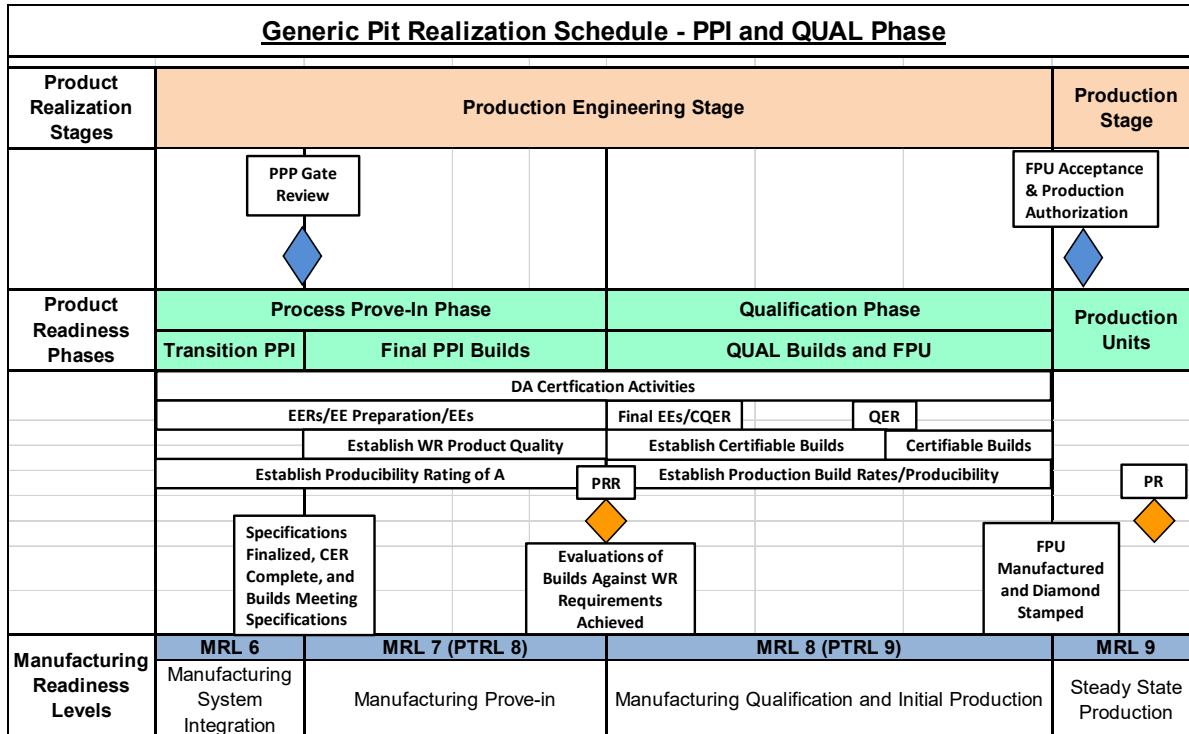 Generic Pit Realization Schedule - PPI and QUAL Phase
Product
Realization
Stages
Production Engineering Stage
Production
Stage
PPP Gate
Review
FPU Acceptance
& Production
Authorization
Product
Readiness
Phases
Process Prove-In Phase
Qualification Phase
Production
Units
Transition PPI
Final PPI Builds
QUAL Builds and FPU
DA Certfication Activities
EERs/EE Preparation/EEs
Final EEs/CQER
QER
Establish WR Product Quality
Establish Certifiable Builds
Certifiable Builds
Establish Producibility Rating of A
PRR
Establish Production Build Rates/Producibility
PR
Specifications
Finalized, CER
Complete, and
Builds Meeting
Specifications
Evaluations of
Builds Against WR
Requirements
Achieved
FPU
Manufactured
and Diamond
Stamped
Manufacturing
Readiness
Levels
MRL 6
MRL 7 (PTRL 8)
MRL 8 (PTRL 9)
MRL 9
Manufacturing
System
Integration
Manufacturing Prove-in
Manufacturing Qualification and Initial Production
Steady State
Production